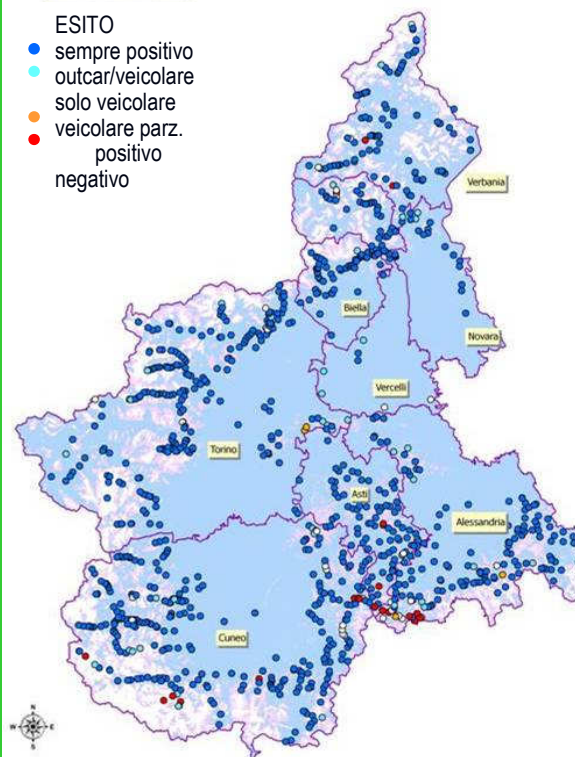 ESITO
sempre positivo
outcar/veicolare
solo veicolare
veicolare parz.
positivo
negativo
Verbania
Biella
Novara
Vercelli
Torino
Asti
Alessandria
Cuneo
N
W E
S